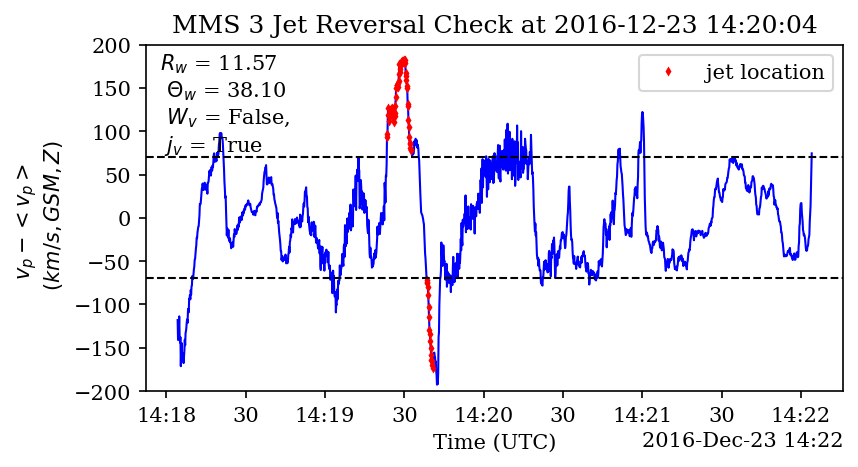 MMS 3 Jet Reversal Check at 2016-12-23 14:20:04
R_w = 11.57
Θ_w = 38.10
W_v = False,
j_v = True
jet location
v_p − < v_p >
(km/s, GSM, Z)
200
150
100
50
0
−50
−100
−150
−200
14:18 30 14:19 30 14:20 30 14:21 30 14:22
Time (UTC)
2016-Dec-23 14:22